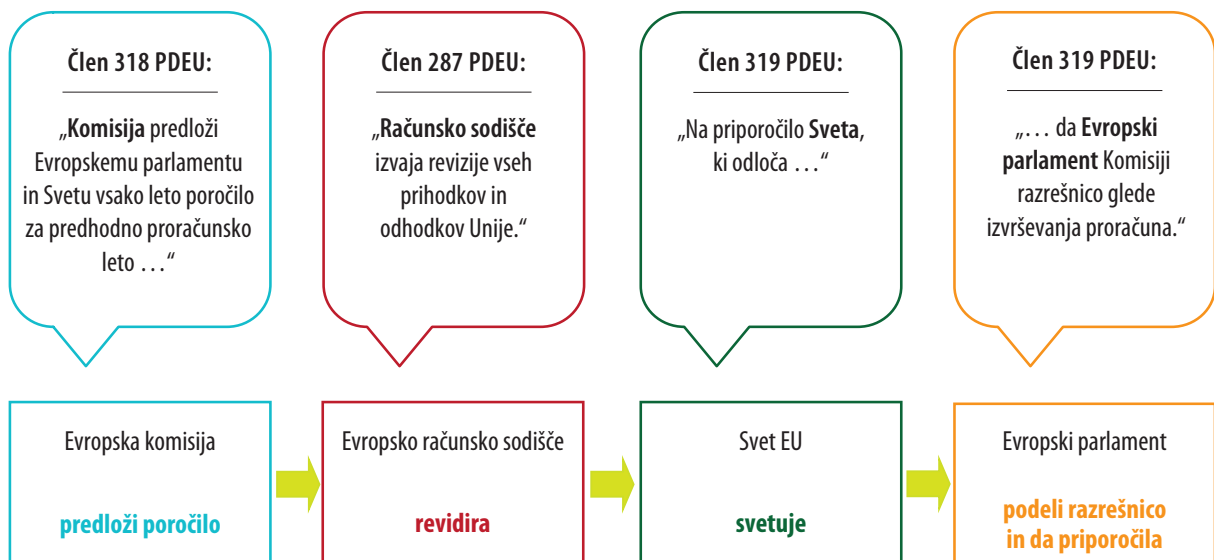 Člen 318 PDEU:
„Komisija predloži
Evropskemu parlamentu
in Svetu vsako leto poročilo
za predhodno proračunsko
leto …“
Člen 287 PDEU:
„Računsko sodišče
izvaja revizije vseh
prihodkov in
odhodkov Unije.“
Člen 319 PDEU:
„Na priporočilo Sveta,
ki odloča …“
Člen 319 PDEU:
„… da Evropski
parlament Komisiji
razrešnico glede
izvrševanja proračuna.“
Evropska komisija
predloži poročilo
Evropsko računsko sodišče
revidira
Svet EU
svetuje
Evropski parlament
podeli razrešnico
in da priporočila